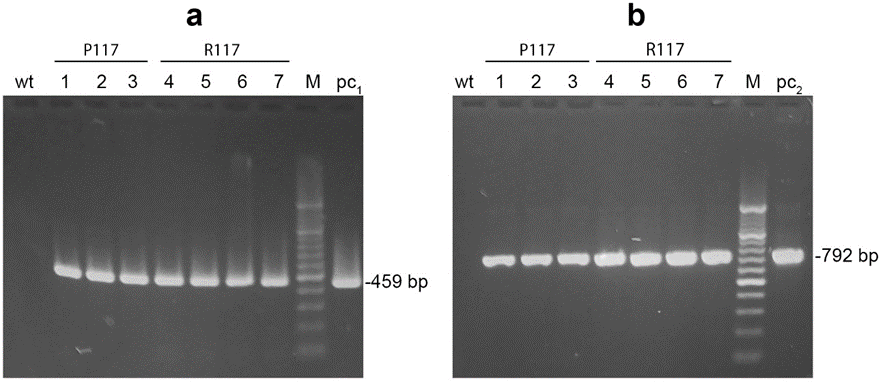 a
P117 R117
wt 1 2 3 4 5 6 7 M pc1
-459 bp
b
P117 R117
wt 1 2 3 4 5 6 7 M pc2
-792 bp